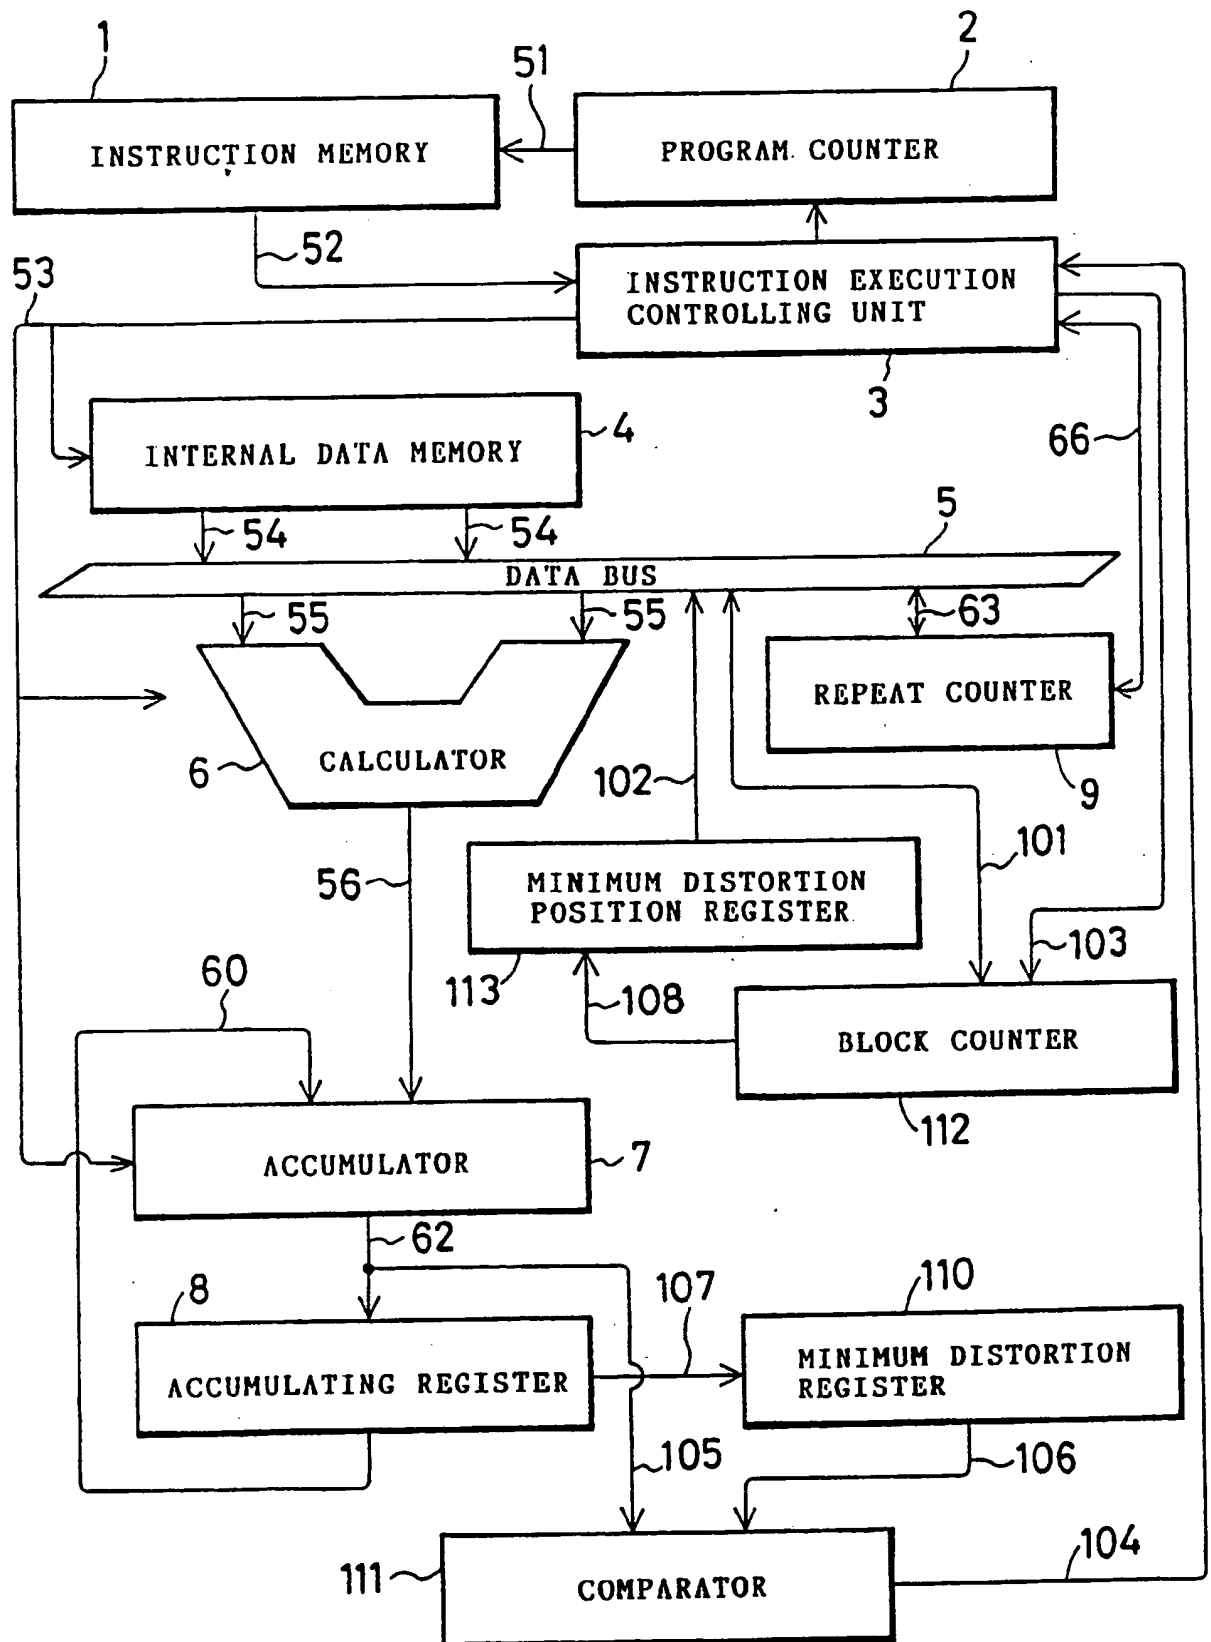 1
2
51
INSTRUCTION MEMORY
PROGRAM COUNTER
52
53
INSTRUCTION EXECUTION
CONTROLLING UNIT
3
66
4
INTERNAL DATA MEMORY
54
54
5
DATA BUS
55
55
63
REPEAT COUNTER
6
CALCULATOR
102
9
101
56
MINIMUM DISTORTION
POSITION REGISTER
103
60
113
108
BLOCK COUNTER
112
ACCUMULATOR
7
62
8
107
110
ACCUMULATING REGISTER
MINIMUM DISTORTION
REGISTER
105
106
111
COMPARATOR
104